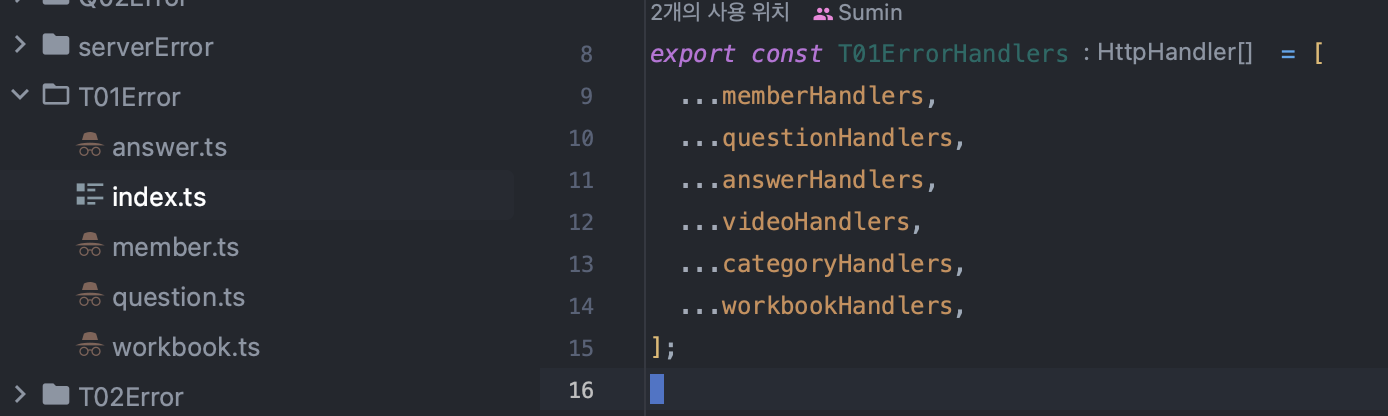 Q02Error
serverError
T01Error
answer.ts
index.ts
member.ts
question.ts
workbook.ts
T02Error
2개의 사용 위치 Sumin
8 export const T01ErrorHandlers : HttpHandler[] = [
9 ...memberHandlers,
10 ...questionHandlers,
11 ...answerHandlers,
12 ...videoHandlers,
13 ...categoryHandlers,
14 ...workbookHandlers,
15 ];
16